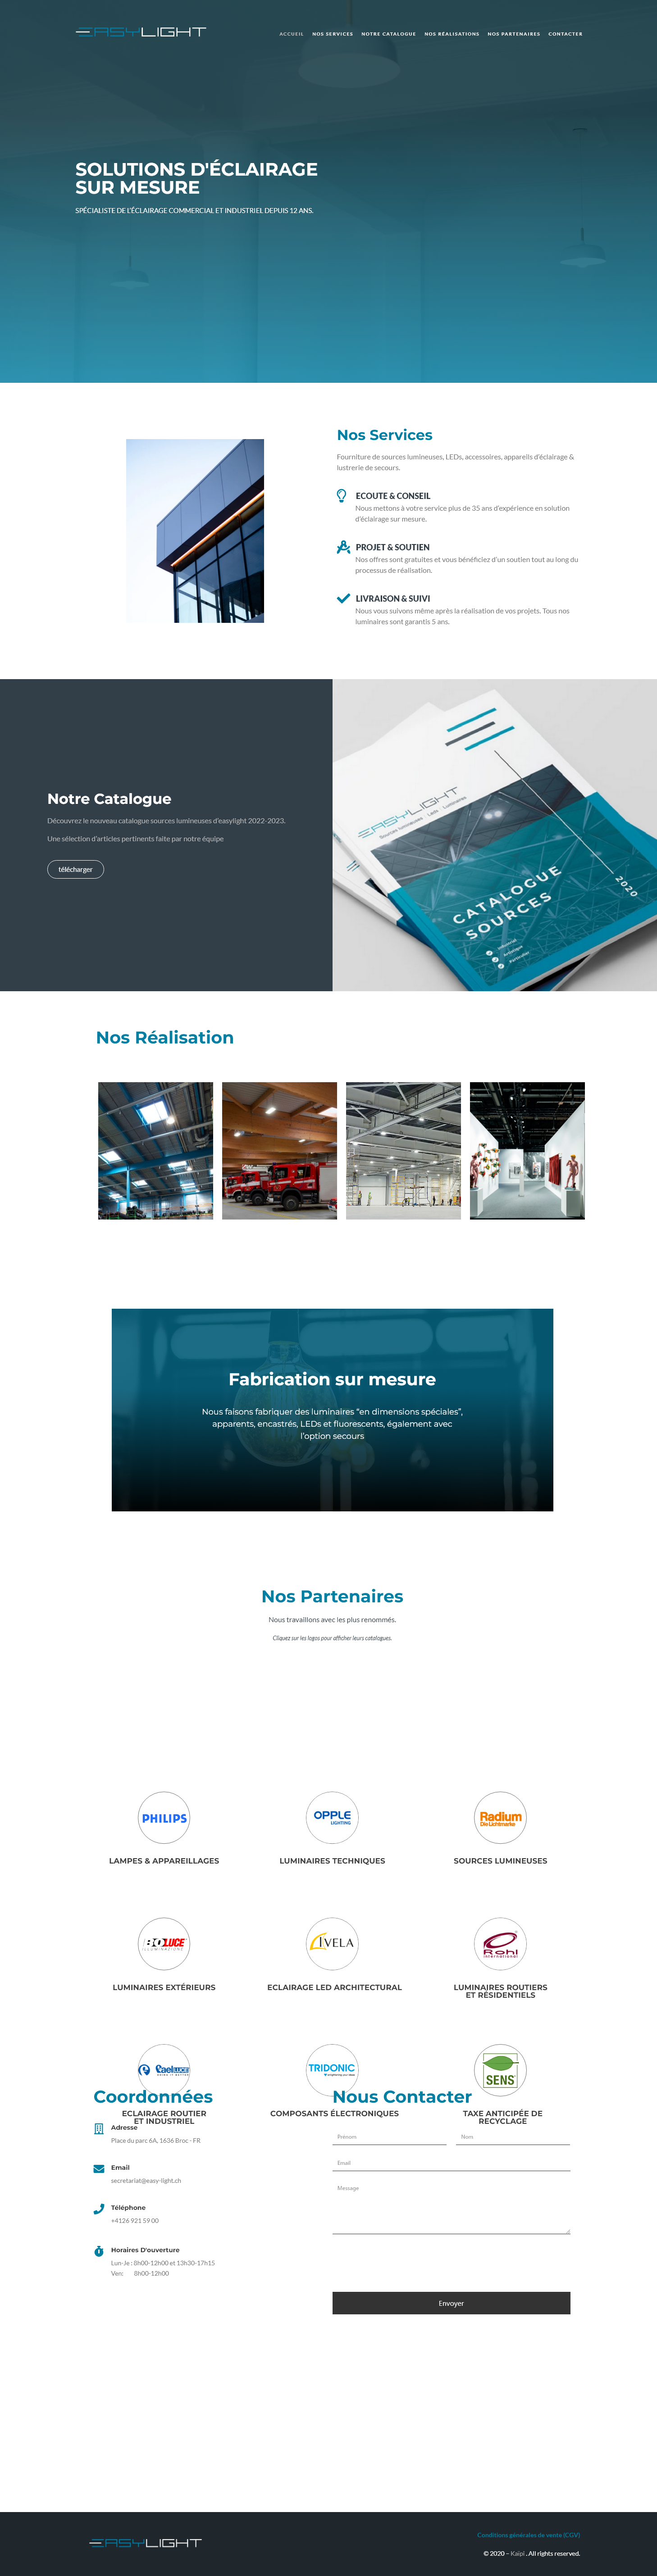 EASYLIGHT
ACCUEIL NOS SERVICES NOTRE CATALOGUE NOS RÉALISATIONS NOS PARTENAIRES CONTACTER
SOLUTIONS D'ÉCLAIRAGE
SUR MESURE
SPÉCIALISTE DE L'ÉCLAIRAGE COMMERCIAL ET INDUSTRIEL DEPUIS 12 ANS.
Nos Services
Fourniture de sources lumineuses, LEDs, accessoires, appareils d'éclairage &
lustrerie de secours.
ECOUTE & CONSEIL
Nous mettons à votre service plus de 35 ans d'expérience en solution
d'éclairage sur mesure.
PROJET & SOUTIEN
Nos offres sont gratuites et vous bénéficiez d'un soutien tout au long du
processus de réalisation.
LIVRAISON & SUIVI
Nous vous suivons même après la réalisation de vos projets. Tous nos
luminaires sont garantis 5 ans.
Notre Catalogue
Découvrez le nouveau catalogue sources lumineuses d'easylight 2022-2023.
Une sélection d'articles pertinents faite par notre équipe
télécharger
EASYLIGHT
Sources lumineuses · Leds · Luminaires
CATALOGUE
SOURCES
2020
Nos Réalisation
Fabrication sur mesure
Nous faisons fabriquer des luminaires "en dimensions spéciales",
apparents, encastrés, LEDs et fluorescents, également avec
l'option secours
Nos Partenaires
Nous travaillons avec les plus renommés.
Cliquez sur les logos pour afficher leurs catalogues.
PHILIPS
OPPLE
LIGHTING
Radium
Die Lichtmarke
LAMPES & APPAREILLAGES
LUMINAIRES TECHNIQUES
SOURCES LUMINEUSES
BOLUCE
ILLUMINAZIONE
IVELA
Rohl
international
LUMINAIRES EXTÉRIEURS
ECLAIRAGE LED ARCHITECTURAL
LUMINAIRES ROUTIERS
ET RÉSIDENTIELS
TRIDONIC
SENS
ECLAIRAGE ROUTIER
ET INDUSTRIEL
COMPOSANTS ÉLECTRONIQUES
TAXE ANTICIPÉE DE
RECYCLAGE
Coordonnées
Adresse
Place du parc 6A, 1636 Broc - FR
Email
secretariat@easy-light.ch
Téléphone
+4126 921 59 00
Horaires D'ouverture
Lun-Je : 8h00-12h00 et 13h30-17h15
Ven: 8h00-12h00
Nous Contacter
Prénom
Nom
Email
Message
Envoyer
EASYLIGHT
Conditions générales de vente (CGV)
© 2020 – Kaïpï . All rights reserved.